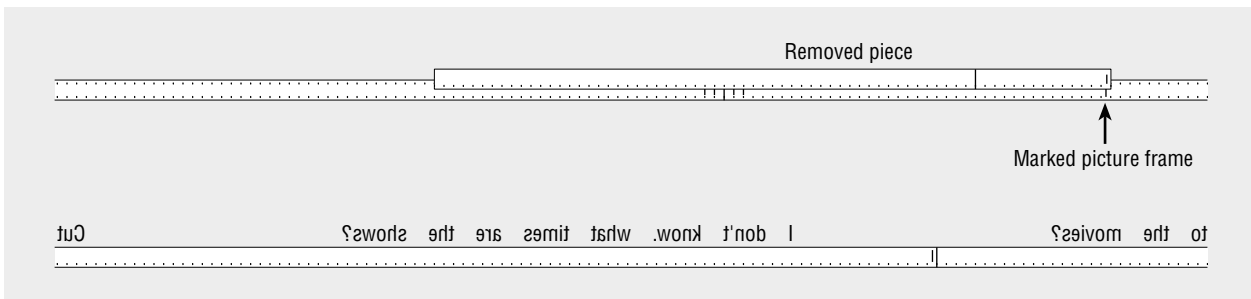 Removed piece
Marked picture frame
to the movies? I don't know. what times are the shows? Cut